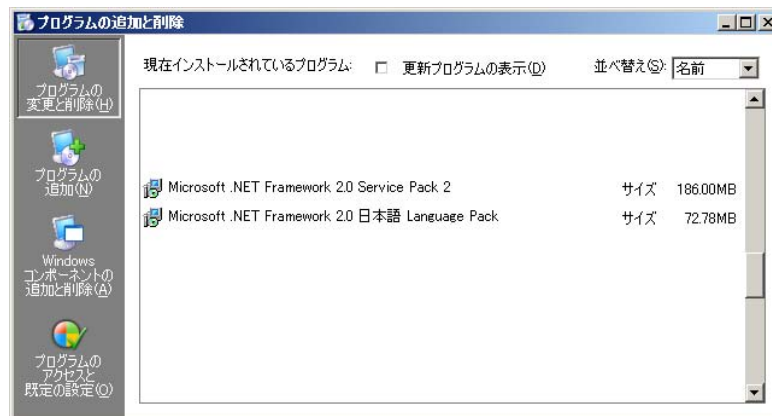 プログラムの追加と削除
プログラムの
変更と削除(H)
プログラムの
追加(N)
Windows
コンポーネントの
追加と削除(A)
プログラムの
アクセスと
既定の設定(O)
現在インストールされているプログラム: 更新プログラムの表示(D) 並べ替え(S): 名前
Microsoft .NET Framework 2.0 Service Pack 2 サイズ 186.00MB
Microsoft .NET Framework 2.0 日本語 Language Pack サイズ 72.78MB